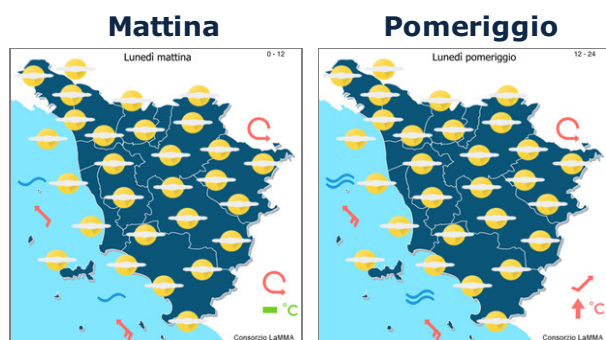 Mattina
Pomeriggio
Lunedì mattina
0 - 12
Lunedì pomeriggio
12 - 24
°C
°C
Consorzio LaMMA
Consorzio LaMMA